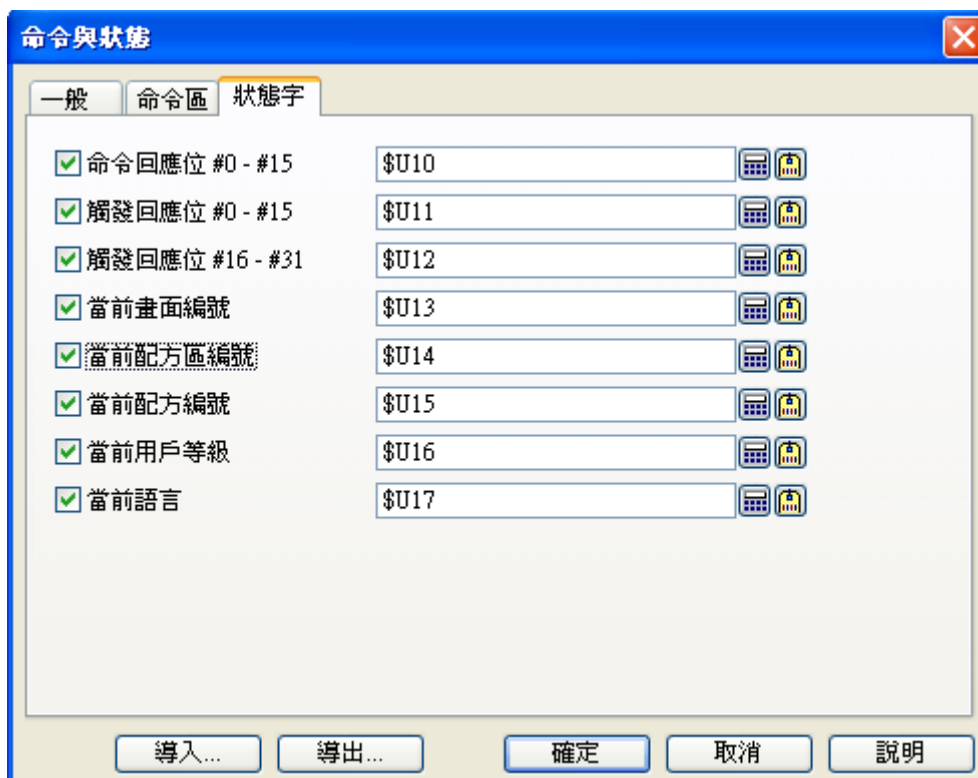 命令與狀態
一般 命令區 狀態字
命令回應位 #0 - #15 $U10
觸發回應位 #0 - #15 $U11
觸發回應位 #16 - #31 $U12
當前畫面編號 $U13
當前配方區編號 $U14
當前配方編號 $U15
當前用戶等級 $U16
當前語言 $U17
導入... 導出... 確定 取消 說明